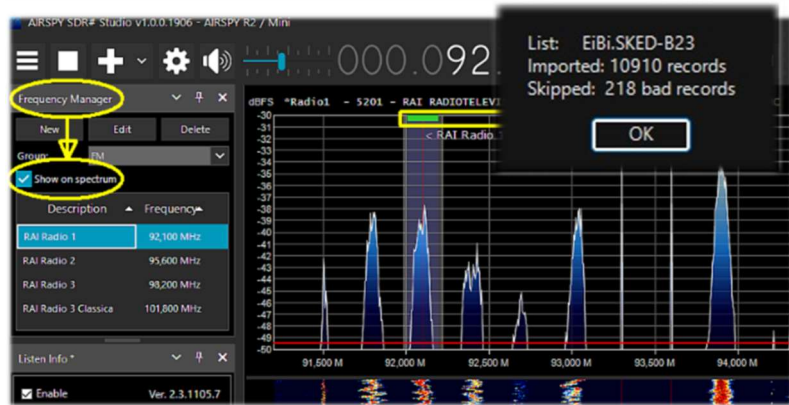 AIRSPY SDR# Studio v1.0.0.1906 - AIRSPY R2 / Mini
000.092.
List: EiBi.SKED-B23
Imported: 10910 records
Skipped: 218 bad records
OK
Frequency Manager
New Edit Delete
Group: FM
Show on spectrum
Description Frequency
RAI Radio 1 92,100 MHz
RAI Radio 2 95,600 MHz
RAI Radio 3 98,200 MHz
RAI Radio 3 Classica 101,800 MHz
Listen Info *
Enable Ver. 2.3.1105.7
dBFS *Radio1 - 5201 - RAI RADIOTELEVI
< RAI Radio
-30
-31
-32
-33
-34
-35
-36
-37
-38
-39
-40
-41
-42
-43
-44
-45
-46
-47
-48
-49
-50
91,500 M 92,000 M 92,500 M 93,000 M 93,500 M 94,000 M